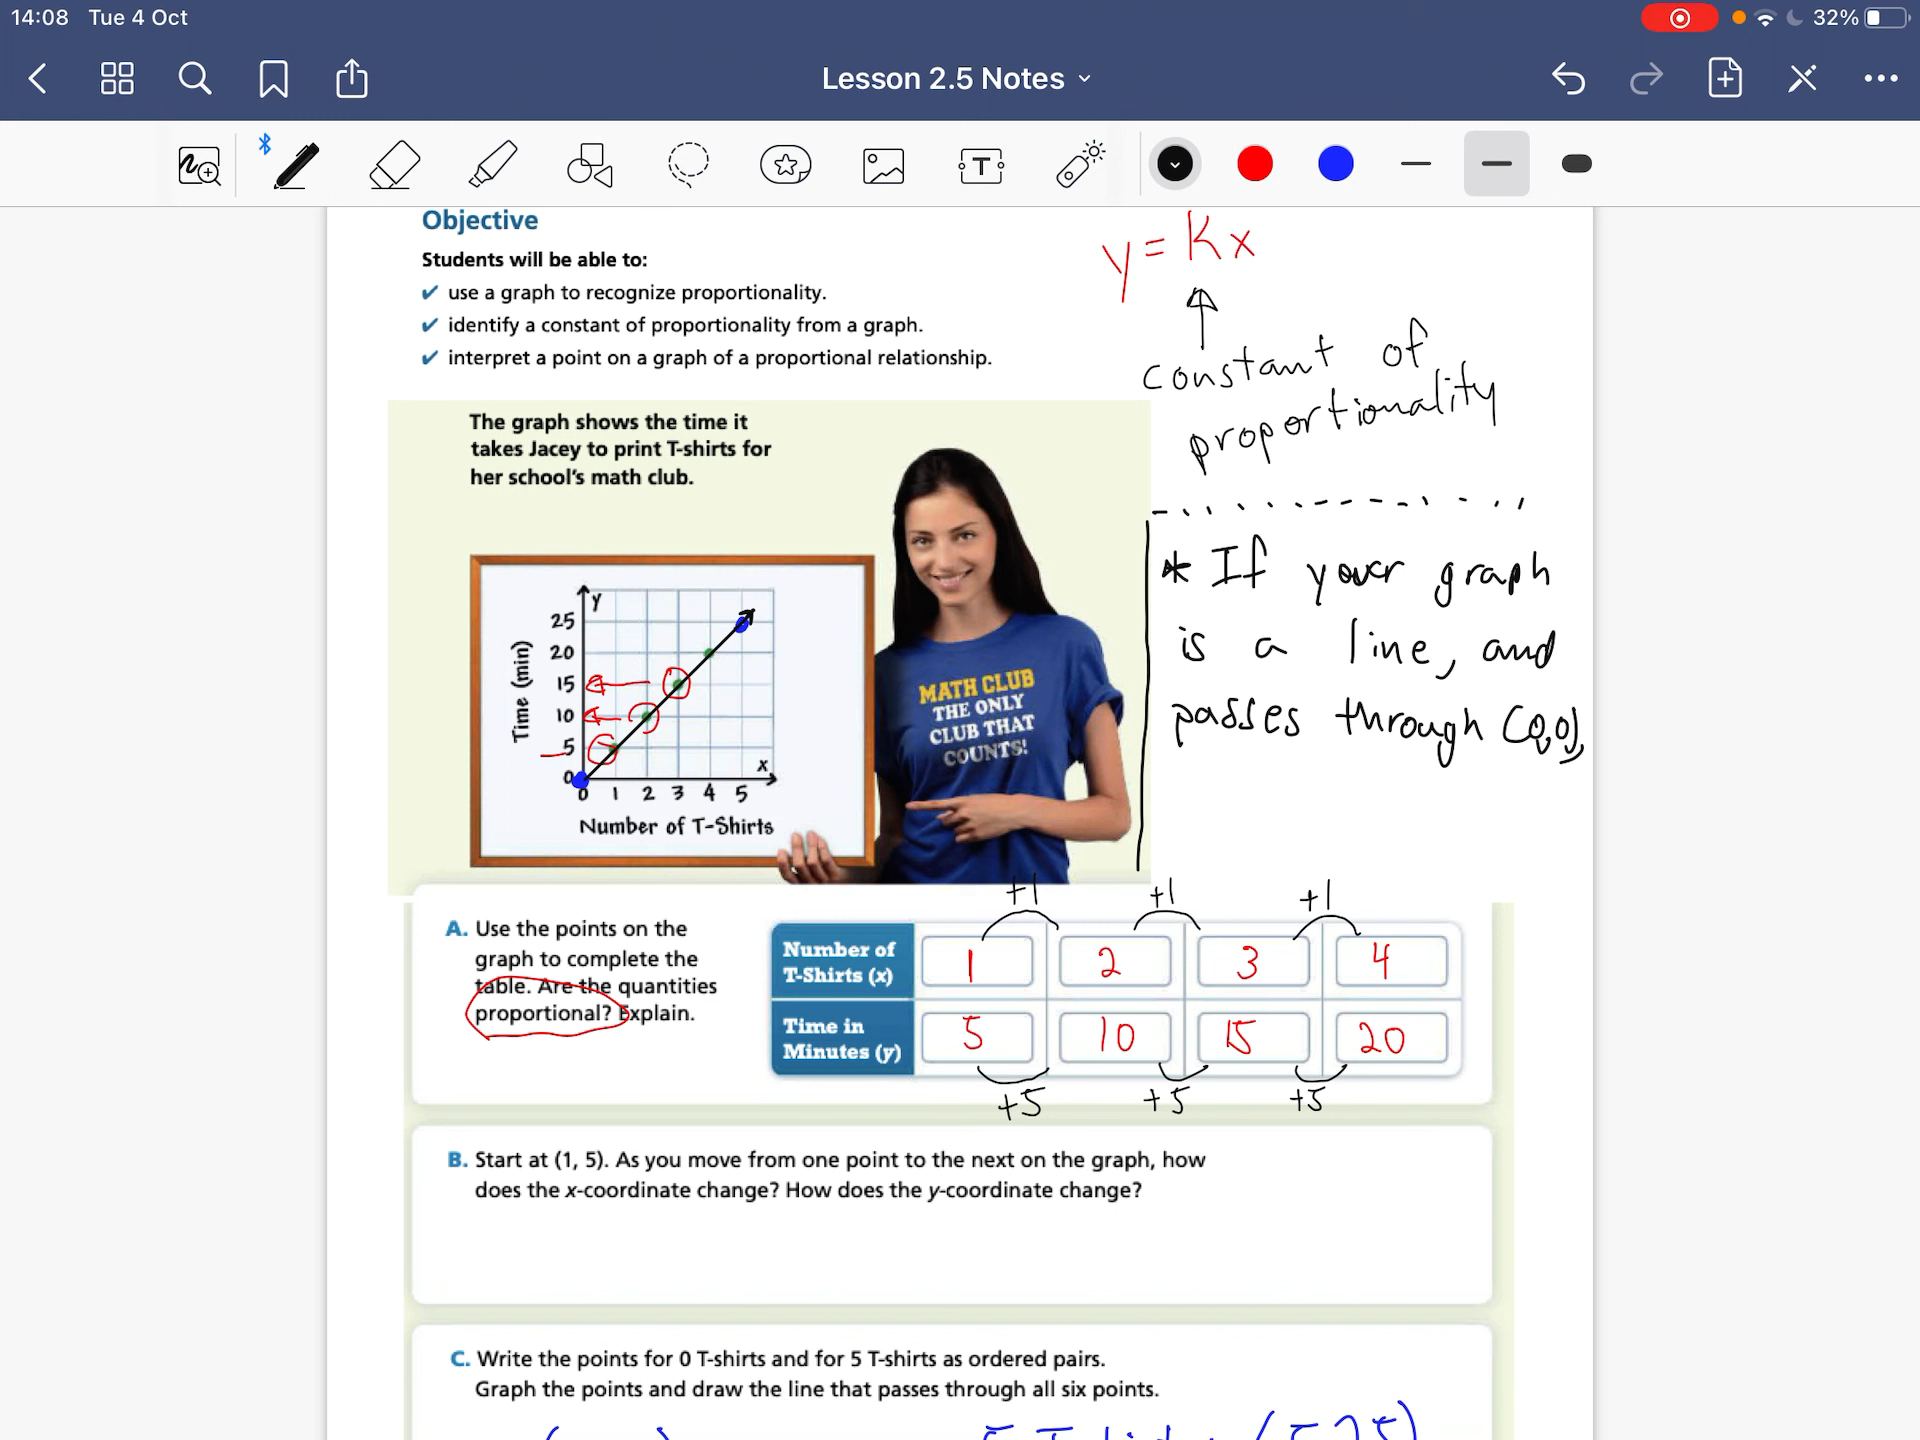 14:08 Tue 4 Oct
32%
Lesson 2.5 Notes
T
Objective
Students will be able to:
✔ use a graph to recognize proportionality.
✔ identify a constant of proportionality from a graph.
✔ interpret a point on a graph of a proportional relationship.
y = Kx
constant of
proportionality
The graph shows the time it
takes Jacey to print T-shirts for
her school's math club.
y
25
20
15
10
5
0
Time (min)
x
0 1 2 3 4 5
Number of T-Shirts
MATH CLUB
THE ONLY
CLUB THAT
COUNTS!
* If your graph
is a line, and
passes through (0,0),
A. Use the points on the
graph to complete the
table. Are the quantities
proportional? Explain.
+1 +1 +1
Number of
T-Shirts (x)
1 2 3 4
Time in
Minutes (y)
5 10 15 20
+5 +5 +5
B. Start at (1, 5). As you move from one point to the next on the graph, how
does the x-coordinate change? How does the y-coordinate change?
C. Write the points for 0 T-shirts and for 5 T-shirts as ordered pairs.
Graph the points and draw the line that passes through all six points.